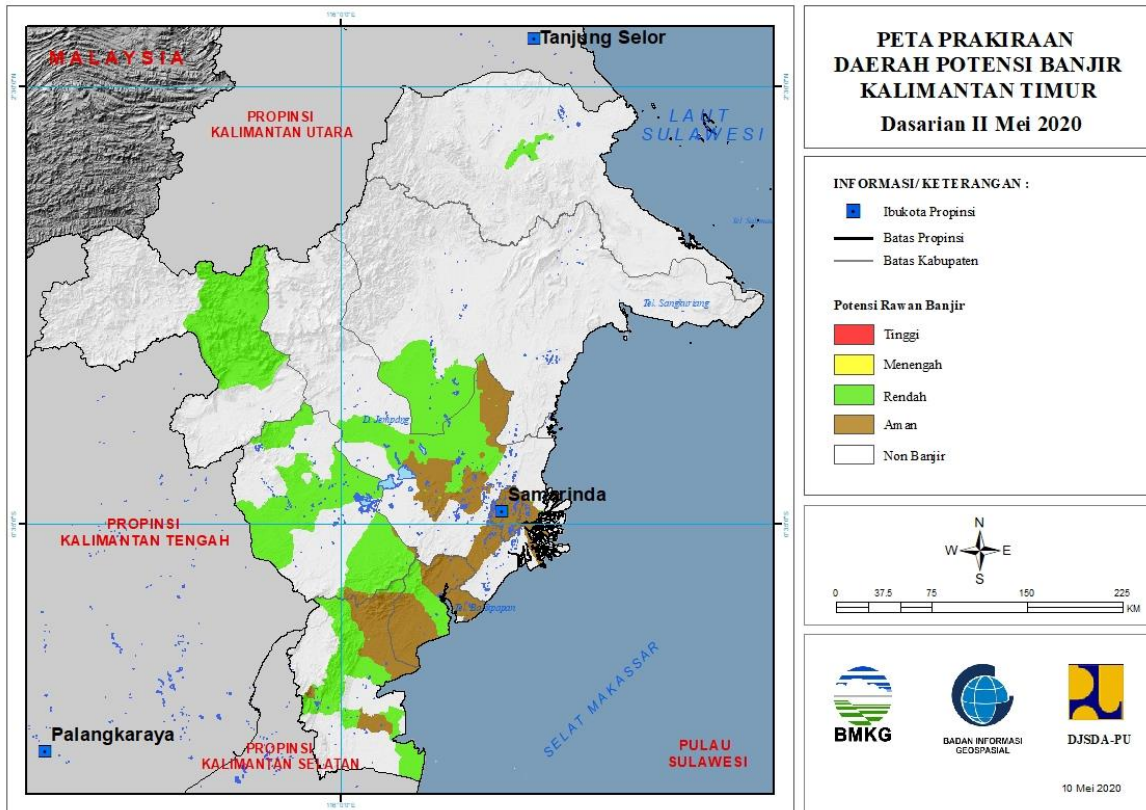 Tanjung Selor
MALAYSIA
PROPINSI
KALIMANTAN UTARA
LAUT
SULAWESI
Tel. Sangkuriang
D. Jempang
Samarinda
PROPINSI
KALIMANTAN TENGAH
Tel. Balikpapan
SELAT MAKASSAR
Palangkaraya
PROPINSI
KALIMANTAN SELATAN
PULAU
SULAWESI
PETA PRAKIRAAN
DAERAH POTENSI BANJIR
KALIMANTAN TIMUR
Dasarian II Mei 2020
INFORMASI/ KETERANGAN :
Ibukota Propinsi
Batas Propinsi
Batas Kabupaten
Potensi Rawan Banjir
Tinggi
Menengah
Rendah
Aman
Non Banjir
N
W E
S
0 37.5 75 150 225
KM
BMKG
BADAN INFORMASI
GEOSPASIAL
DJSDA-PU
10 Mei 2020